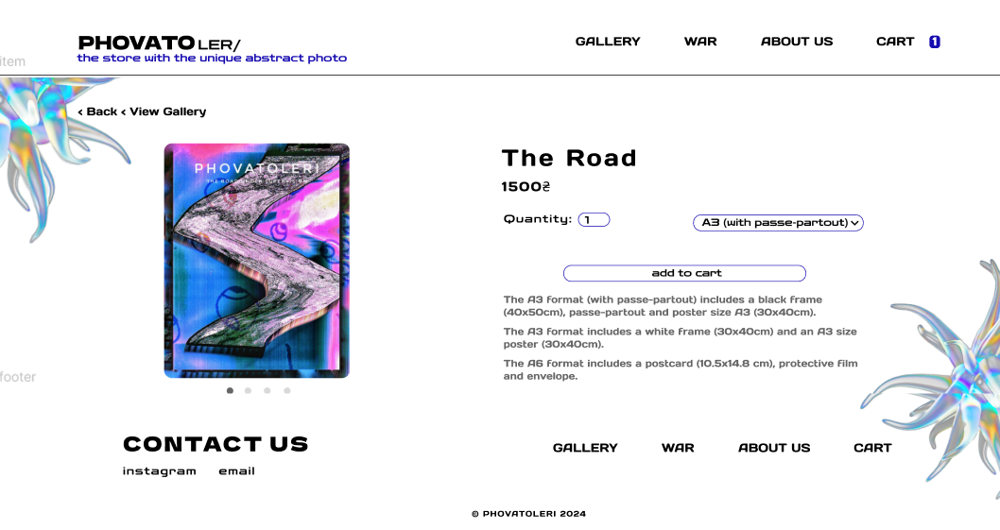 PHOVATOLER/
GALLERY WAR ABOUT US CART 1
the store with the unique abstract photo
item
< Back < View Gallery
PHOVATOLERI
THE ROAD UNDER SUPERVISION
The Road
1500₴
Quantity: 1
A3 (with passe-partout)
add to cart
The A3 format (with passe-partout) includes a black frame
(40x50cm), passe-partout and poster size A3 (30x40cm).
The A3 format includes a white frame (30x40cm) and an A3 size
poster (30x40cm).
The A6 format includes a postcard (10.5x14.8 cm), protective film
and envelope.
footer
CONTACT US
instagram email
GALLERY WAR ABOUT US CART
© PHOVATOLERI 2024